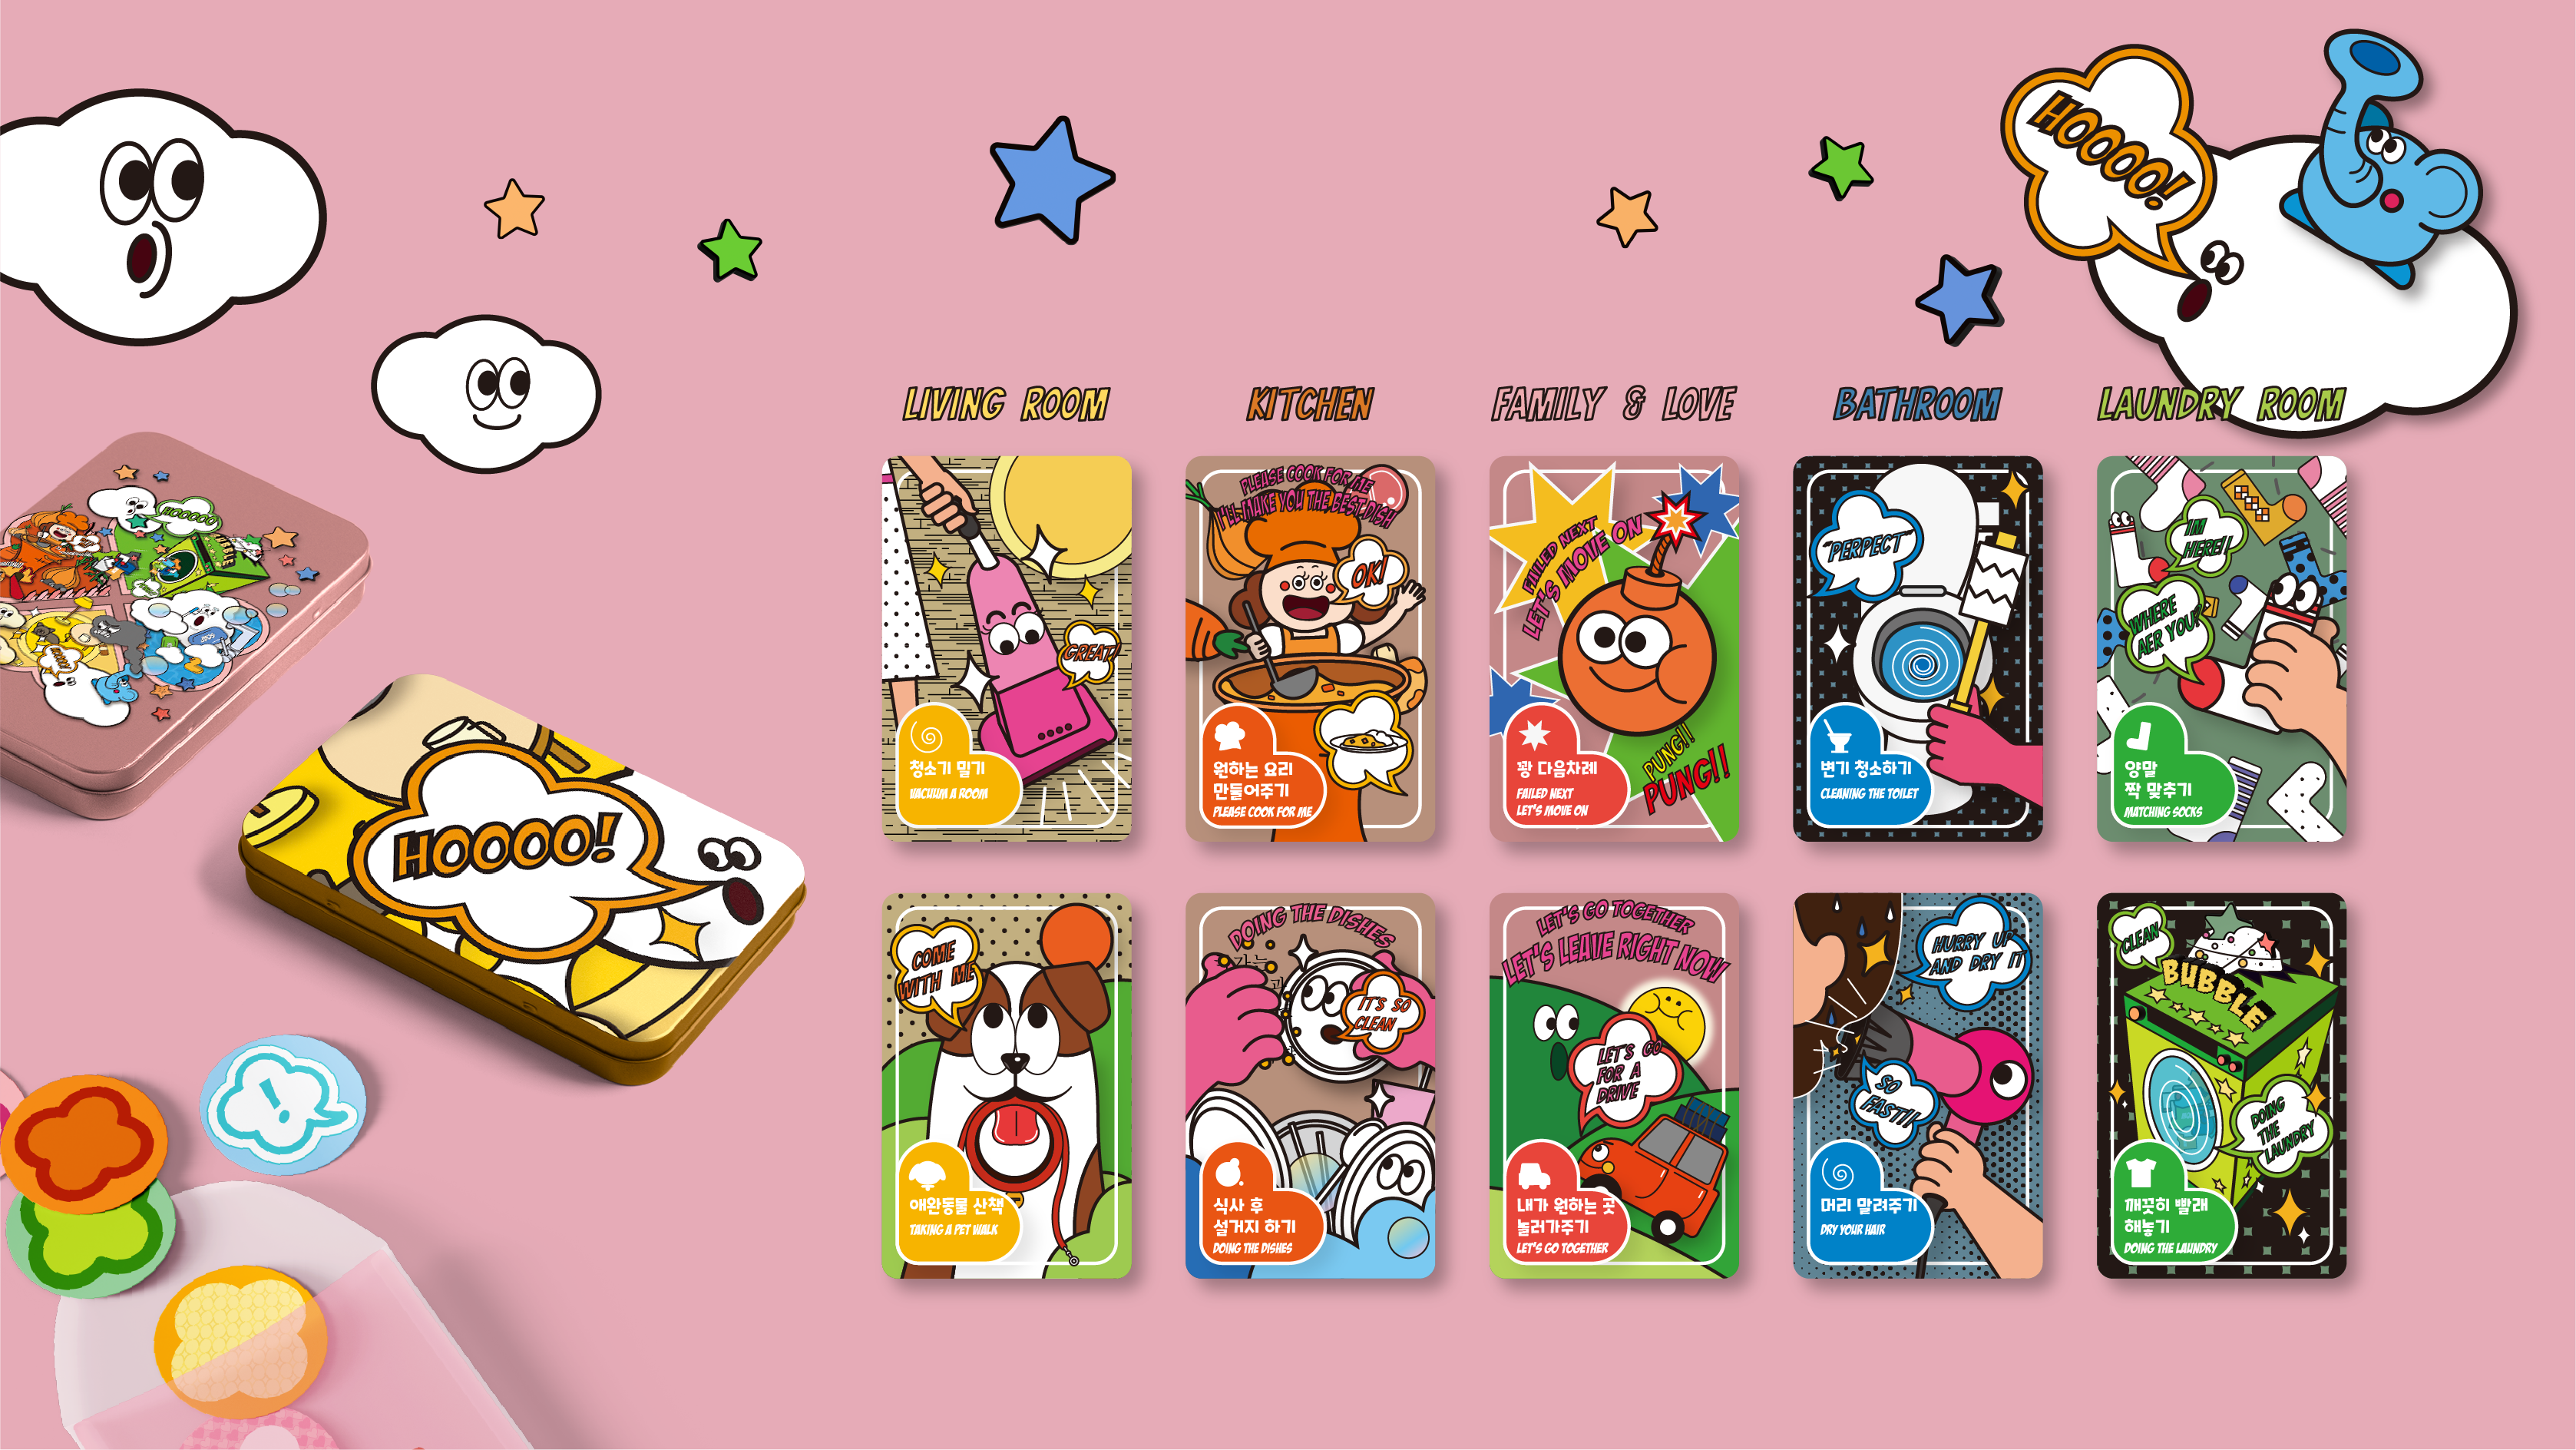 HOOOO!
LIVING ROOM
KITCHEN
FAMILY & LOVE
BATHROOM
LAUNDRY ROOM
HOOOOO
HOOOO!
GREAT!
청소기 밀기
VACUUM A ROOM
PLEASE COOK FOR ME
I'LL MAKE YOU THE BEST DISH
OK!
원하는 요리
만들어주기
PLEASE COOK FOR ME
FAILED NEXT
LET'S MOVE ON
PUNG!!
PUNG!!
꽝 다음차례
FAILED NEXT
LET'S MOVE ON
"PERPECT"
변기 청소하기
CLEANING THE TOILET
I'M
HERE!!
WHERE
AER YOU?
양말
짝 맞추기
MATCHING SOCKS
COME
WITH ME
애완동물 산책
TAKING A PET WALK
DOING THE DISHES
IT'S SO
CLEAN
식사 후
설거지 하기
DOING THE DISHES
LET'S GO TOGETHER
LET'S LEAVE RIGHT NOW
LET'S GO
FOR A
DRIVE
내가 원하는 곳
놀러가주기
LET'S GO TOGETHER
HURRY UP
AND DRY IT
SO
FAST!!
머리 말려주기
DRY YOUR HAIR
CLEAN
BUBBLE
DOING
THE
LAUNDRY
깨끗히 빨래
해놓기
DOING THE LAUNDRY
!